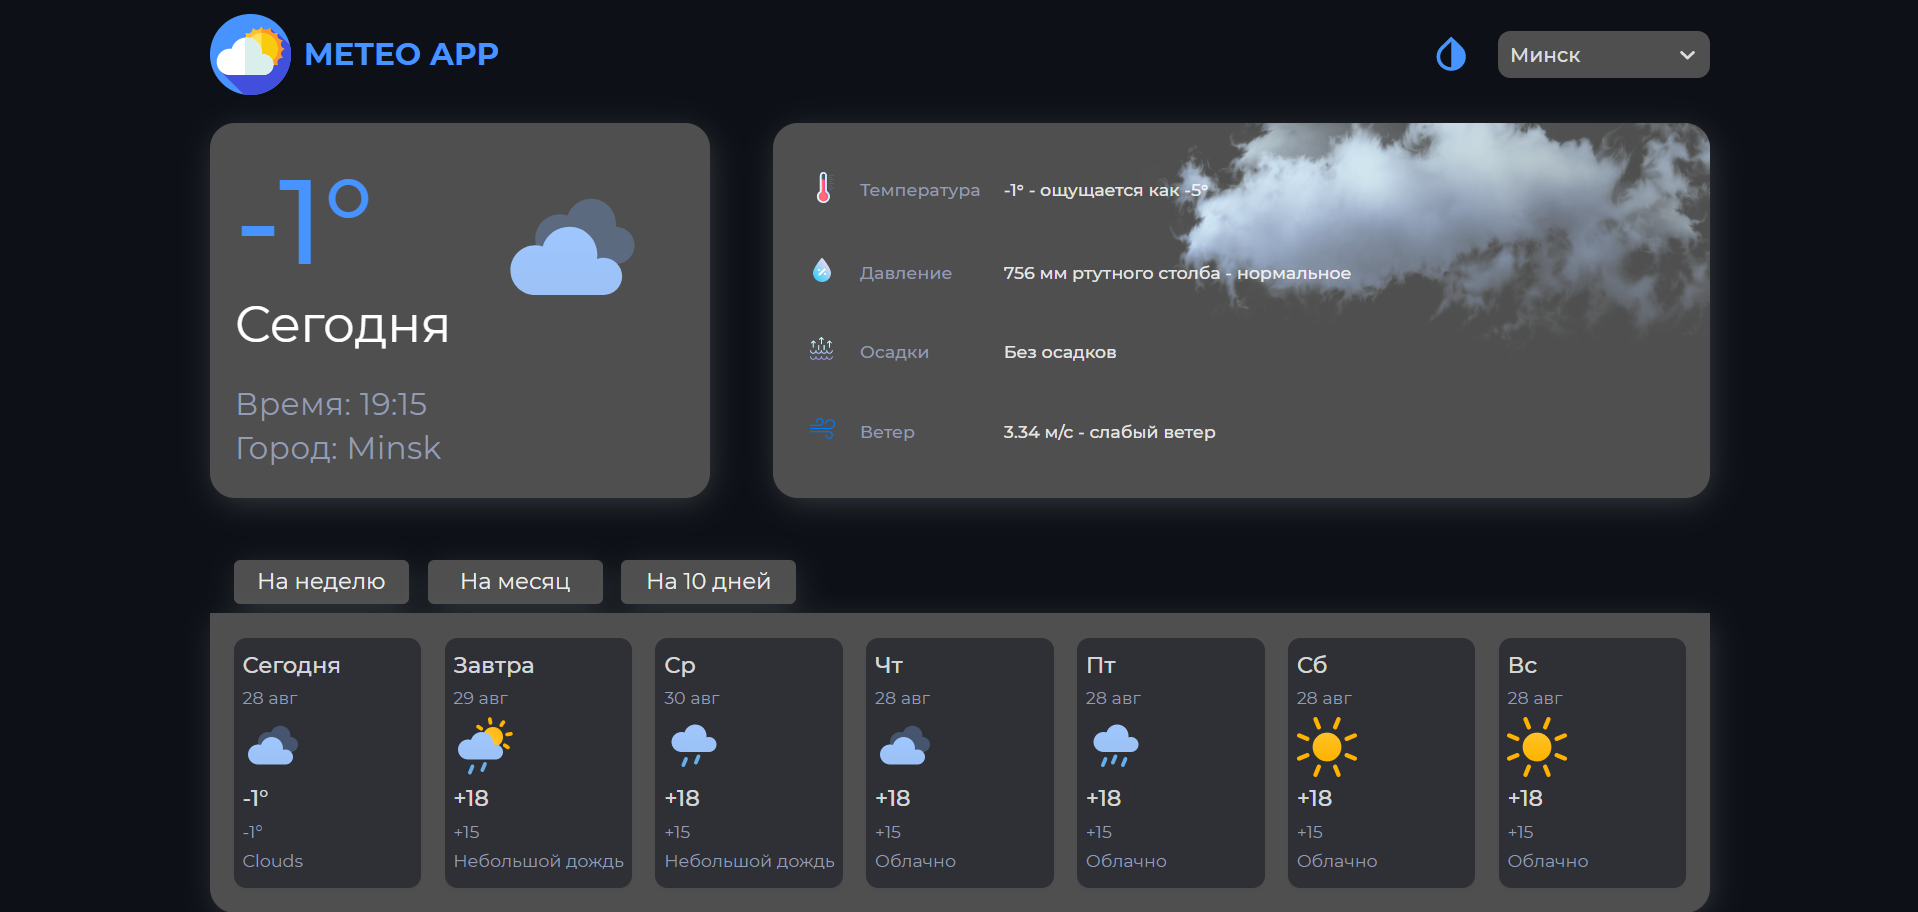 METEO APP
Минск
-1°
Сегодня
Время: 19:15
Город: Minsk
Температура -1° - ощущается как -5°
Давление 756 мм ртутного столба - нормальное
Осадки Без осадков
Ветер 3.34 м/с - слабый ветер
На неделю На месяц На 10 дней
Сегодня
28 авг
-1°
-1°
Clouds
Завтра
29 авг
+18
+15
Небольшой дождь
Ср
30 авг
+18
+15
Небольшой дождь
Чт
28 авг
+18
+15
Облачно
Пт
28 авг
+18
+15
Облачно
Сб
28 авг
+18
+15
Облачно
Вс
28 авг
+18
+15
Облачно